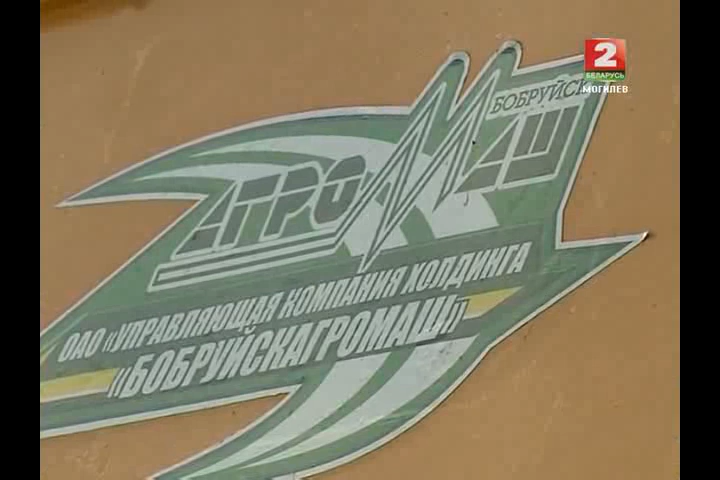 2
БЕЛАРУСЬ
МОГИЛЕВ
БОБРУЙСК
АГРОМАШ
ОАО «УПРАВЛЯЮЩАЯ КОМПАНИЯ ХОЛДИНГА
«БОБРУЙСКАГРОМАШ»